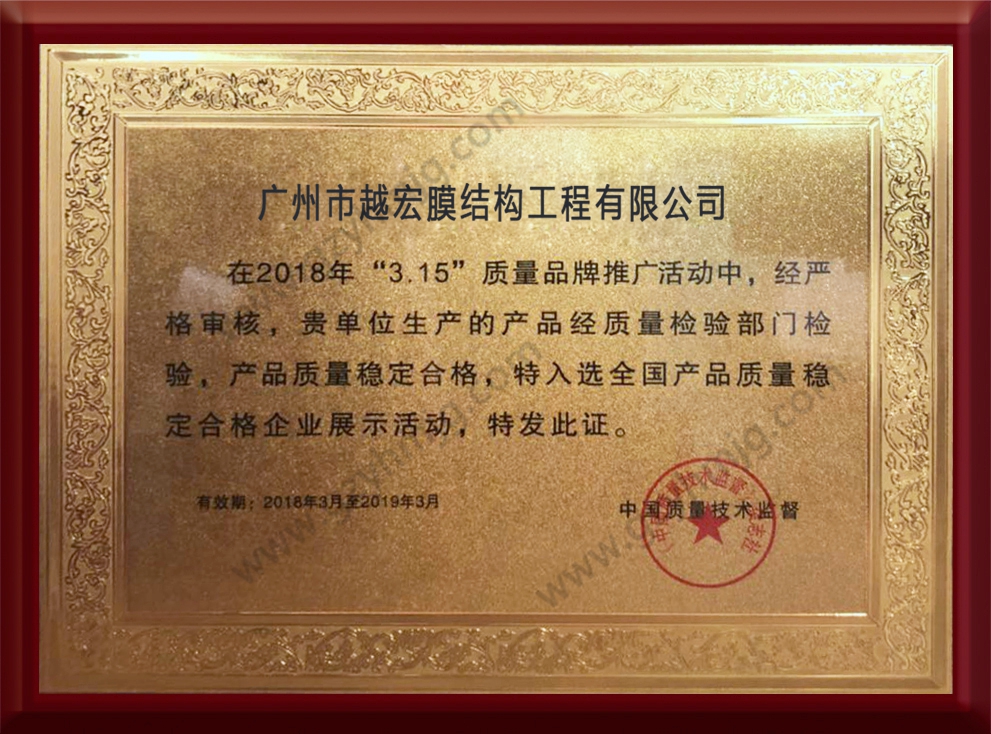 广州市越宏膜结构工程有限公司
在2018年“3.15”质量品牌推广活动中，经严
格审核，贵单位生产的产品经质量检验部门检
验，产品质量稳定合格，特入选全国产品质量稳
定合格企业展示活动，特发此证。
有效期：2018年3月至2019年3月
中国质量技术监督